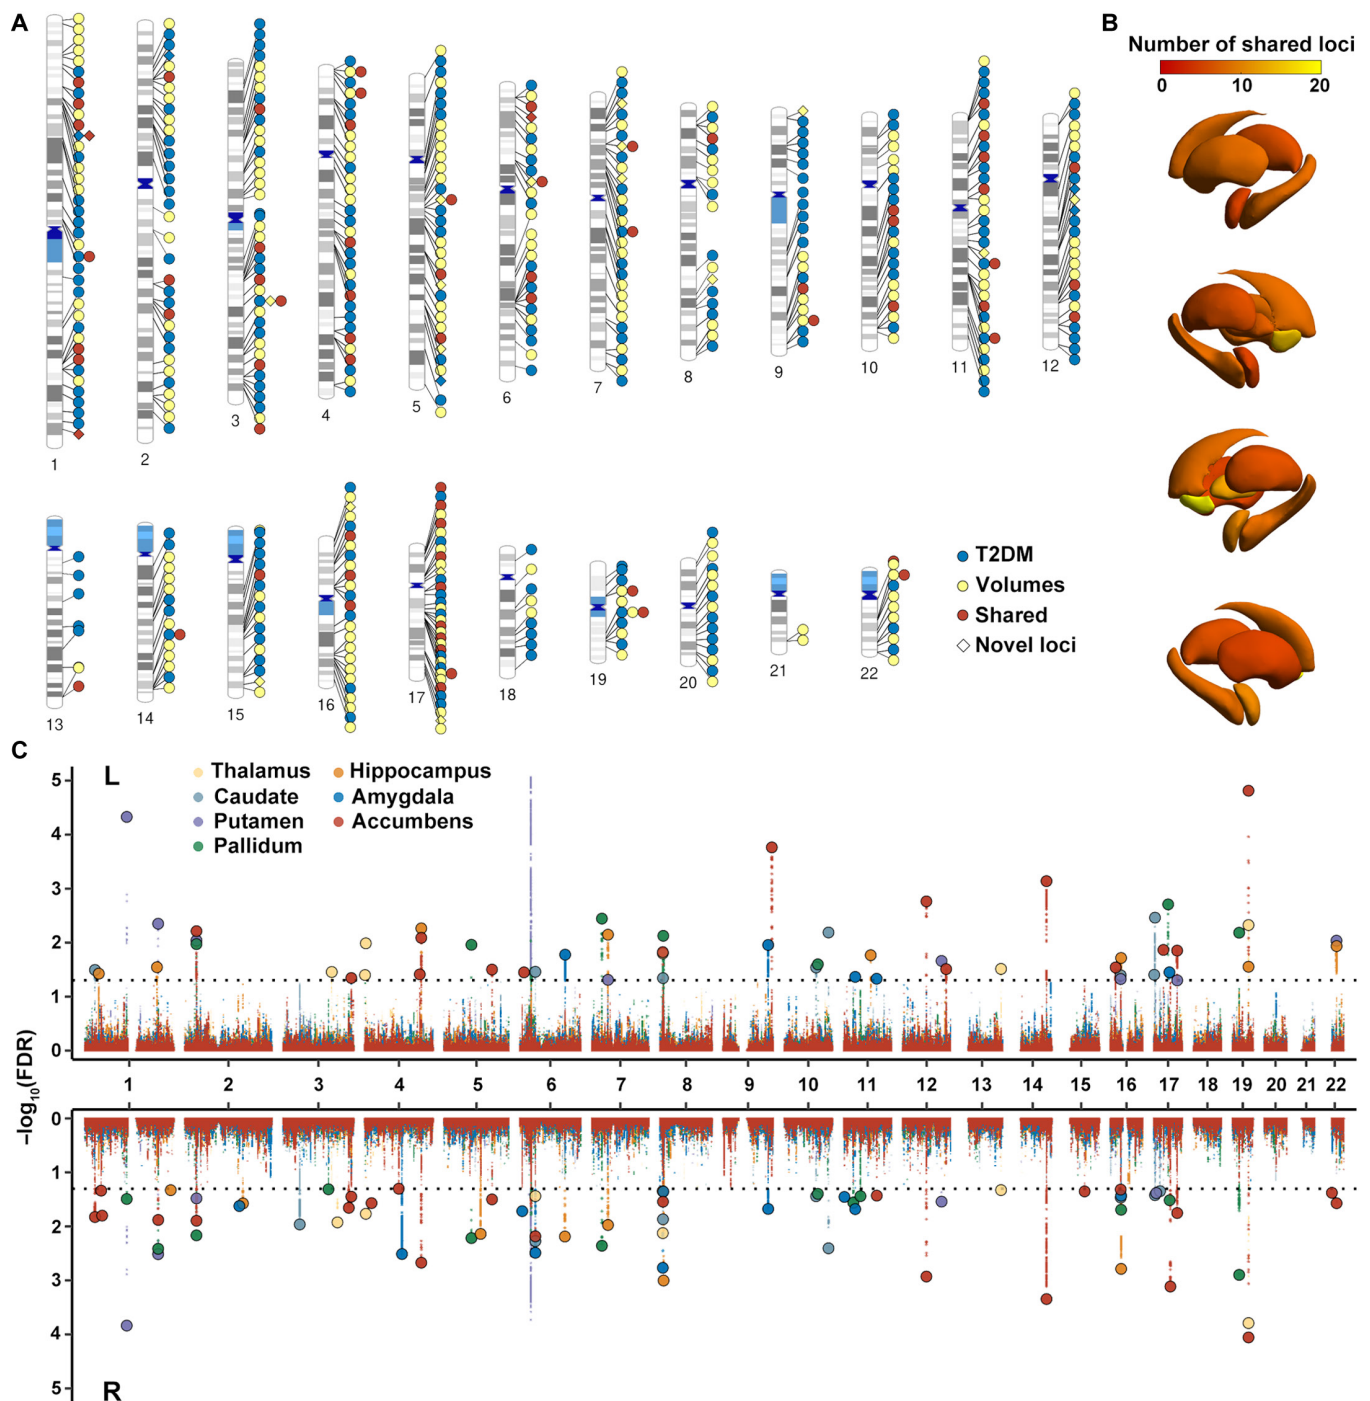 A
B
Number of shared loci
0 10 20
1 2 3 4 5 6 7 8 9 10 11 12
T2DM
Volumes
Shared
Novel loci
13 14 15 16 17 18 19 20 21 22
C
L
Thalamus Hippocampus
Caudate Amygdala
Putamen Accumbens
Pallidum
5
4
3
2
1
0
–log10(FDR)
1 2 3 4 5 6 7 8 9 10 11 12 13 14 15 16 17 18 19 20 21 22
0
1
2
3
4
5
R